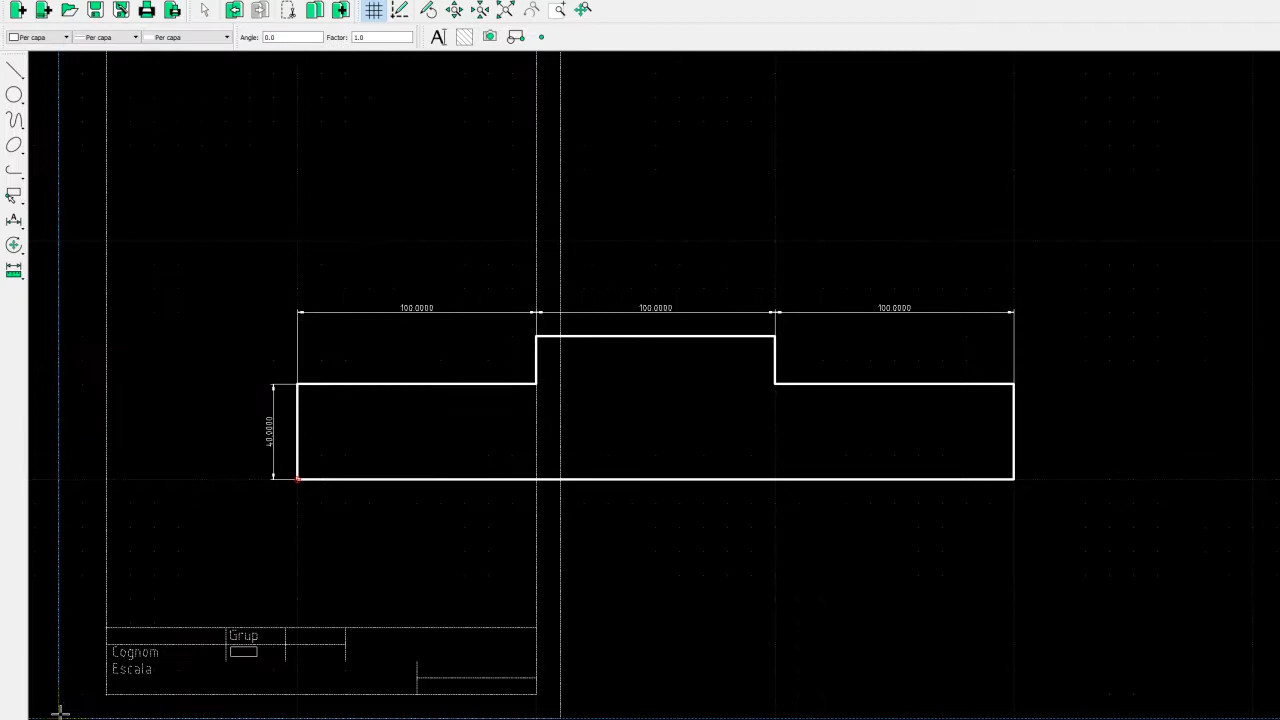 Per capa Per capa Per capa Angle: 0.0 Factor: 1.0
100.0000 100.0000 100.0000
40.0000
Grup
Cognom
Escala